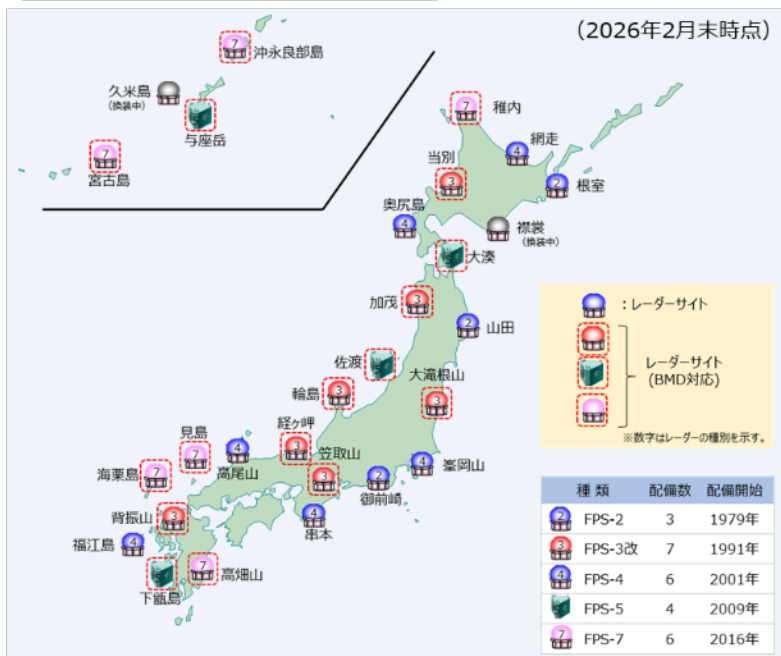 (2026年2月末時点)
7
沖永良部島
久米島
(換装中)
5
与座岳
7
宮古島
7
稚内
4
網走
当別
3
2
根室
奥尻島
4
襟裳
(換装中)
5
大湊
加茂
3
2
山田
佐渡
5
大滝根山
3
輪島
3
経ヶ岬
3
笠取山
3
見島
7
高尾山
4
海栗島
7
御前崎
2
峯岡山
4
串本
4
背振山
3
福江島
4
下甑島
5
高畑山
7
:レーダーサイト
レーダーサイト
(BMD対応)
※数字はレーダーの種別を示す。
種 類 配備数 配備開始
2 FPS-2 3 1979年
3 FPS-3改 7 1991年
4 FPS-4 6 2001年
5 FPS-5 4 2009年
7 FPS-7 6 2016年